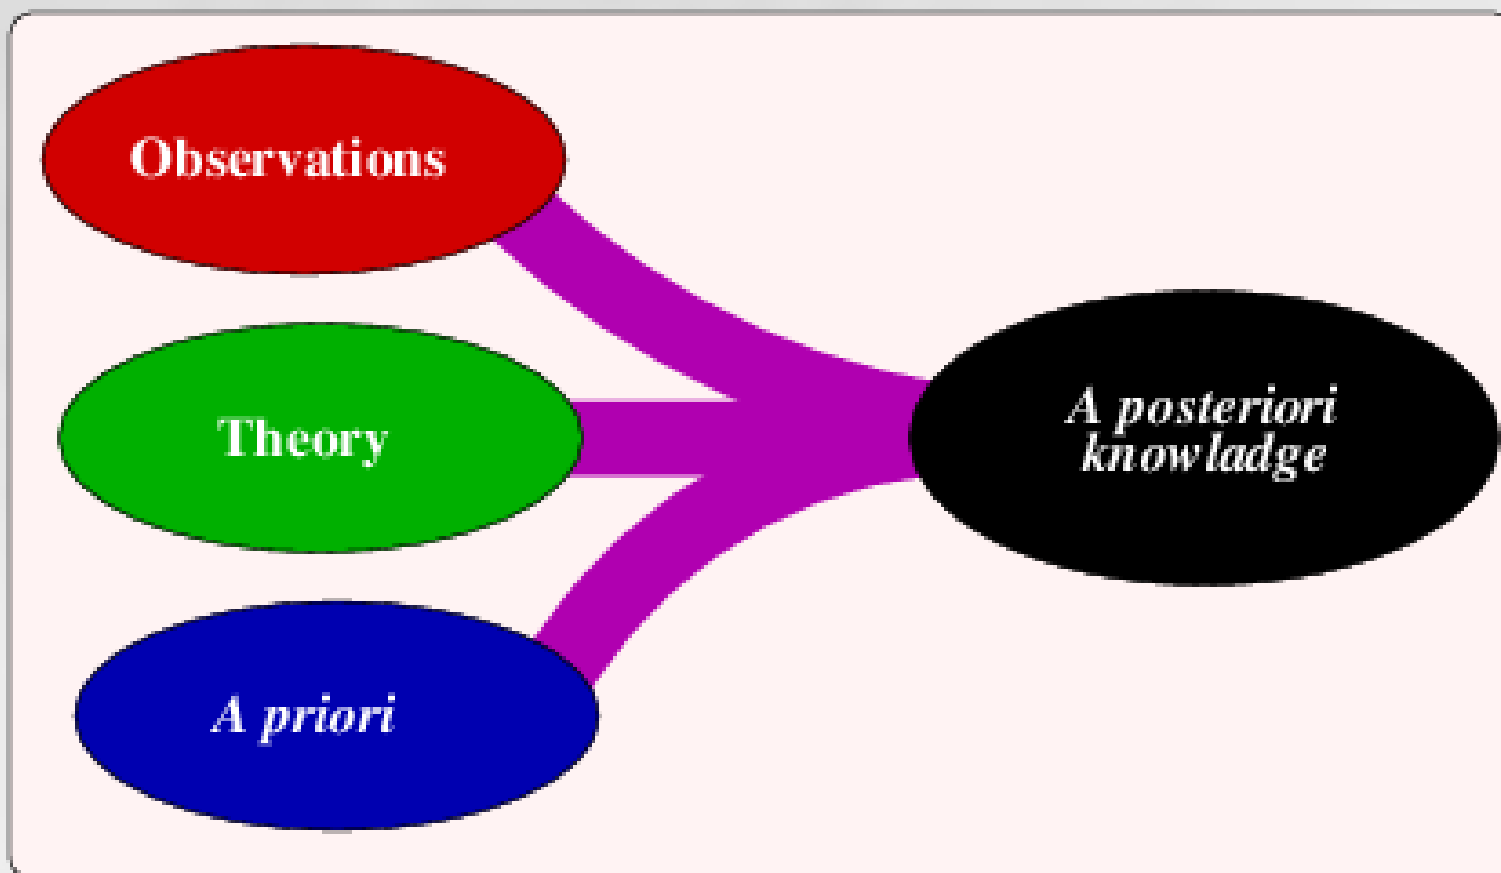 Observations
Theory
A priori
A posteriori
knowladge